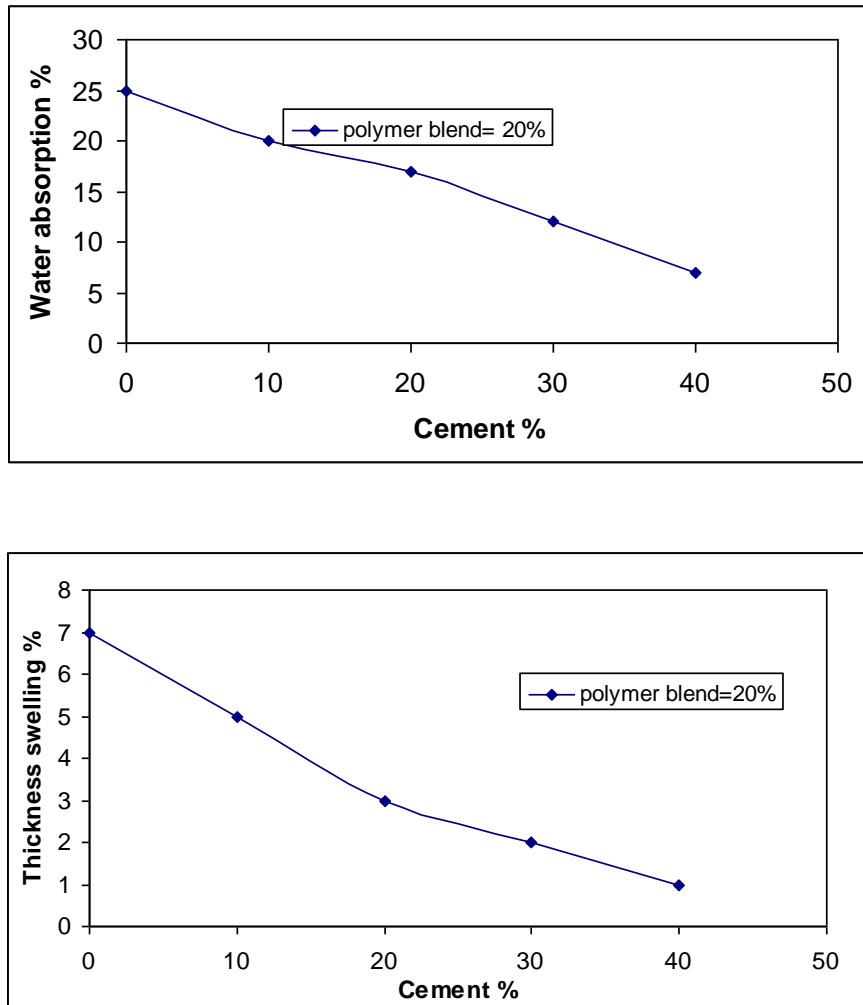 30
25
20
15
10
5
0
Water absorption %
polymer blend= 20%
0 10 20 30 40 50
Cement %
8
7
6
5
4
3
2
1
0
Thickness swelling %
polymer blend=20%
0 10 20 30 40 50
Cement %